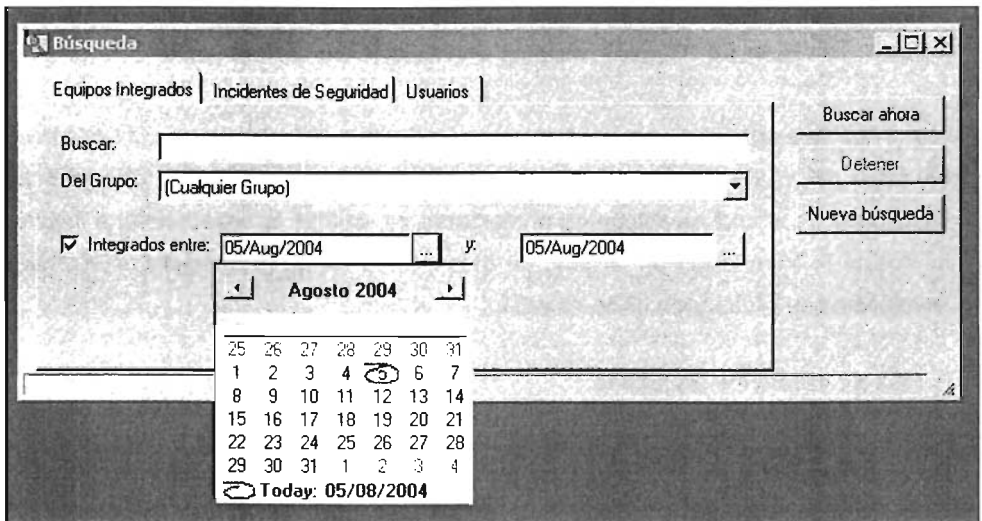 Búsqueda
Equipos Integrados Incidentes de Seguridad Usuarios
Buscar:
Del Grupo: (Cualquier Grupo)
Integrados entre: 05/Aug/2004 ... y: 05/Aug/2004 ...
Buscar ahora
Detener
Nueva búsqueda
Agosto 2004
25 26 27 28 29 30 31
1 2 3 4 5 6 7
8 9 10 11 12 13 14
15 16 17 18 19 20 21
22 23 24 25 26 27 28
29 30 31 1 2 3 4
Today: 05/08/2004